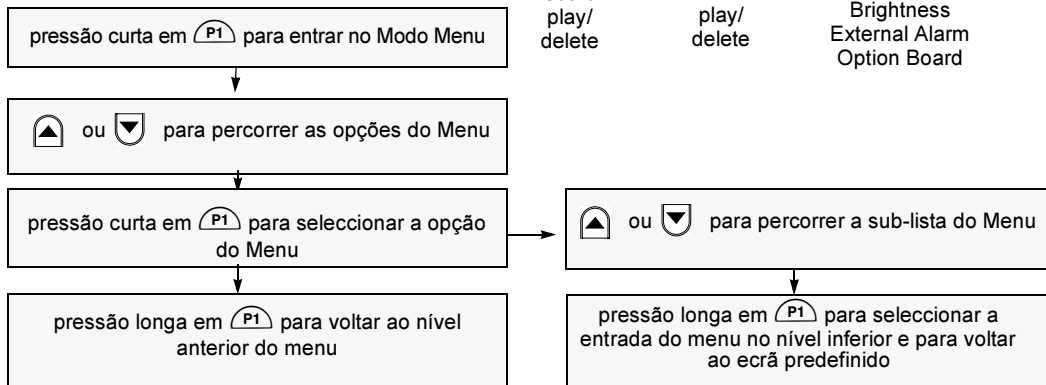 play/
delete
play/
delete
Brightness
External Alarm
Option Board
pressão curta em P1 para entrar no Modo Menu
ou para percorrer as opções do Menu
pressão curta em P1 para seleccionar a opção
do Menu
ou para percorrer a sub-lista do Menu
pressão longa em P1 para voltar ao nível
anterior do menu
pressão longa em P1 para seleccionar a
entrada do menu no nível inferior e para voltar
ao ecrã predefinido